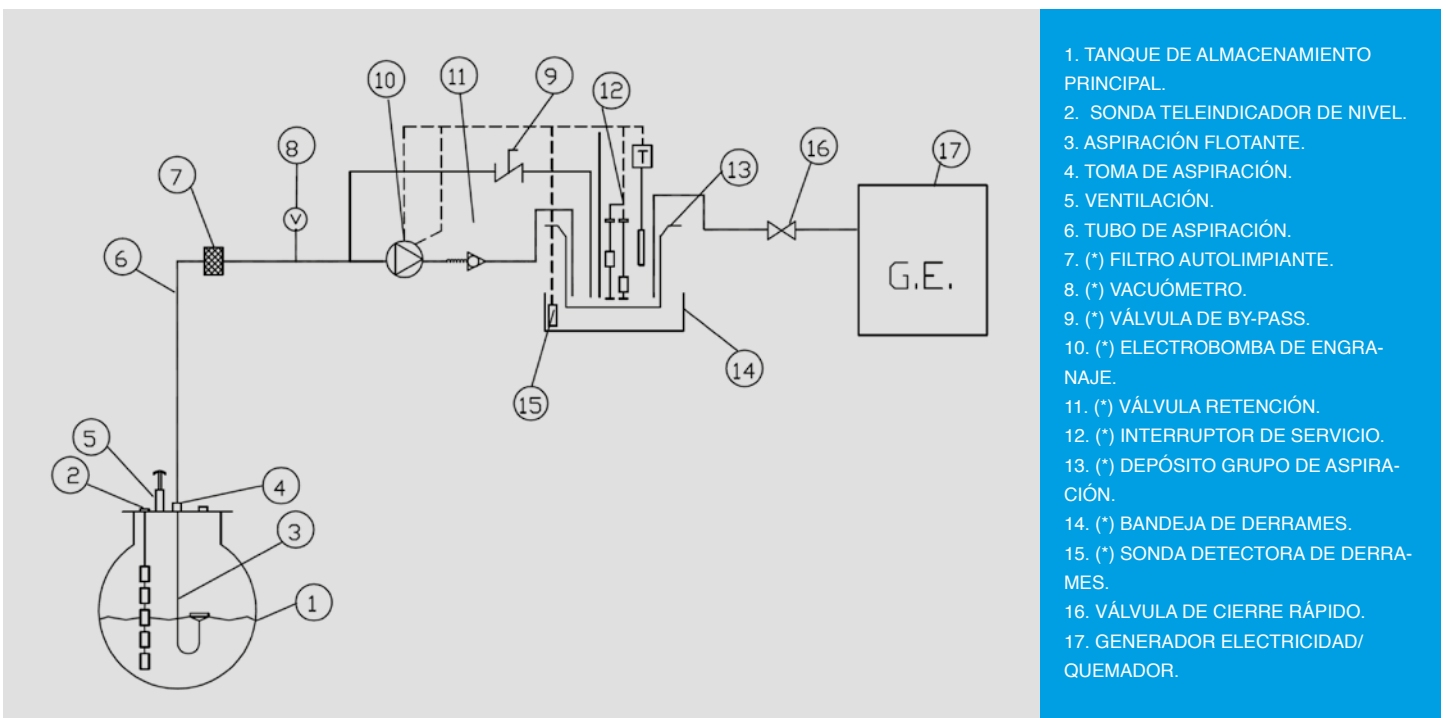 10
11
9
12
8
7
17
16
13
T
V
6
G.E.
14
15
5
2
4
3
1
1. TANQUE DE ALMACENAMIENTO
PRINCIPAL.
2. SONDA TELEINDICADOR DE NIVEL.
3. ASPIRACIÓN FLOTANTE.
4. TOMA DE ASPIRACIÓN.
5. VENTILACIÓN.
6. TUBO DE ASPIRACIÓN.
7. (*) FILTRO AUTOLIMPIANTE.
8. (*) VACUÓMETRO.
9. (*) VÁLVULA DE BY-PASS.
10. (*) ELECTROBOMBA DE ENGRA-
NAJE.
11. (*) VÁLVULA RETENCIÓN.
12. (*) INTERRUPTOR DE SERVICIO.
13. (*) DEPÓSITO GRUPO DE ASPIRA-
CIÓN.
14. (*) BANDEJA DE DERRAMES.
15. (*) SONDA DETECTORA DE DERRA-
MES.
16. VÁLVULA DE CIERRE RÁPIDO.
17. GENERADOR ELECTRICIDAD/
QUEMADOR.